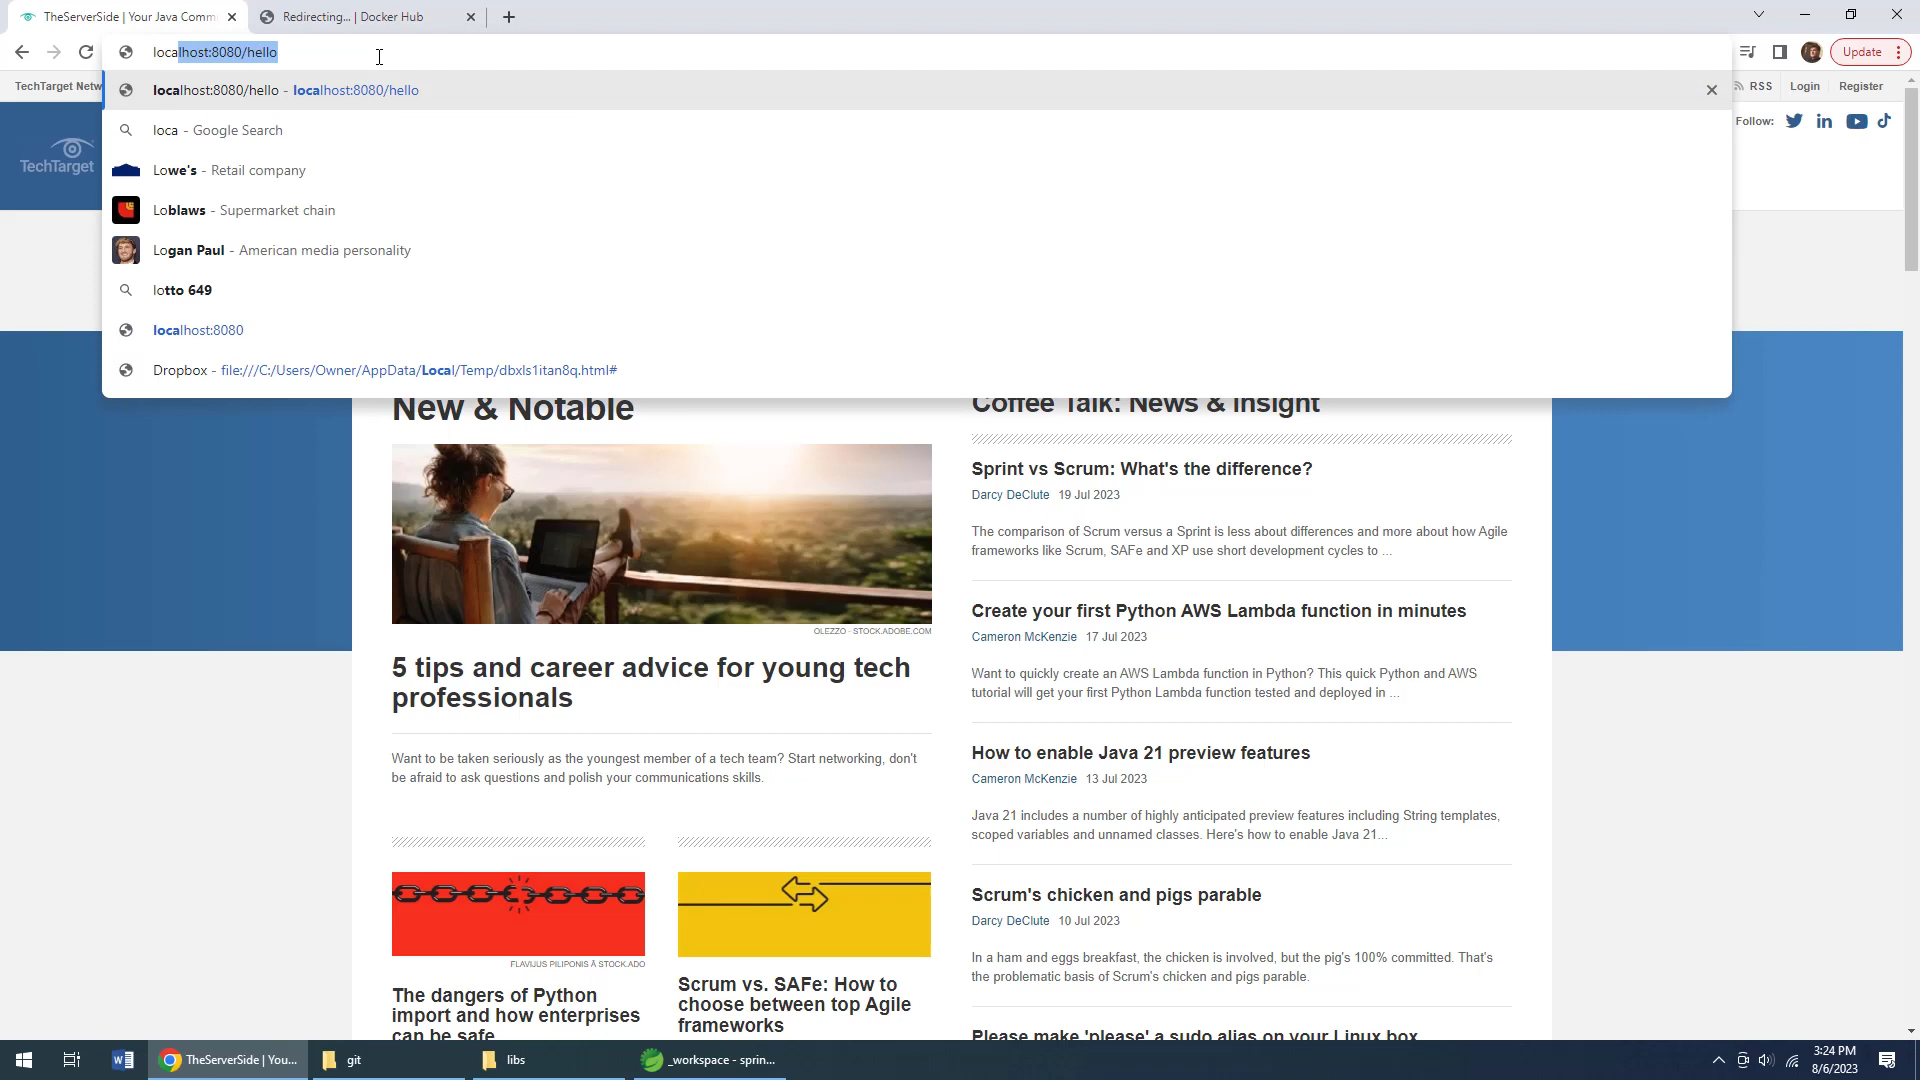 TheServerSide | Your Java Comm
Redirecting... | Docker Hub
localhost:8080/hello
Update
localhost:8080/hello - localhost:8080/hello
loca - Google Search
Lowe's - Retail company
Loblaws - Supermarket chain
Logan Paul - American media personality
lotto 649
localhost:8080
Dropbox - file:///C:/Users/Owner/AppData/Local/Temp/dbxls1itan8q.html#
TechTarget Netw
RSS
Login
Register
TechTarget
Follow:
New & Notable
OLEZZO - STOCK.ADOBE.COM
5 tips and career advice for young tech
professionals
Want to be taken seriously as the youngest member of a tech team? Start networking, don't
be afraid to ask questions and polish your communications skills.
FLAVIJUS PILIPONIS Â STOCK.ADO
The dangers of Python
import and how enterprises
can be safe
Scrum vs. SAFe: How to
choose between top Agile
frameworks
Coffee Talk: News & Insight
Sprint vs Scrum: What's the difference?
Darcy DeClute 19 Jul 2023
The comparison of Scrum versus a Sprint is less about differences and more about how Agile
frameworks like Scrum, SAFe and XP use short development cycles to ...
Create your first Python AWS Lambda function in minutes
Cameron McKenzie 17 Jul 2023
Want to quickly create an AWS Lambda function in Python? This quick Python and AWS
tutorial will get your first Python Lambda function tested and deployed in ...
How to enable Java 21 preview features
Cameron McKenzie 13 Jul 2023
Java 21 includes a number of highly anticipated preview features including String templates,
scoped variables and unnamed classes. Here's how to enable Java 21...
Scrum's chicken and pigs parable
Darcy DeClute 10 Jul 2023
In a ham and eggs breakfast, the chicken is involved, but the pig's 100% committed. That's
the problematic basis of Scrum's chicken and pigs parable.
Please make 'please' a sudo alias on your Linux box
TheServerSide | You...
git
libs
_workspace - sprin...
3:24 PM
8/6/2023